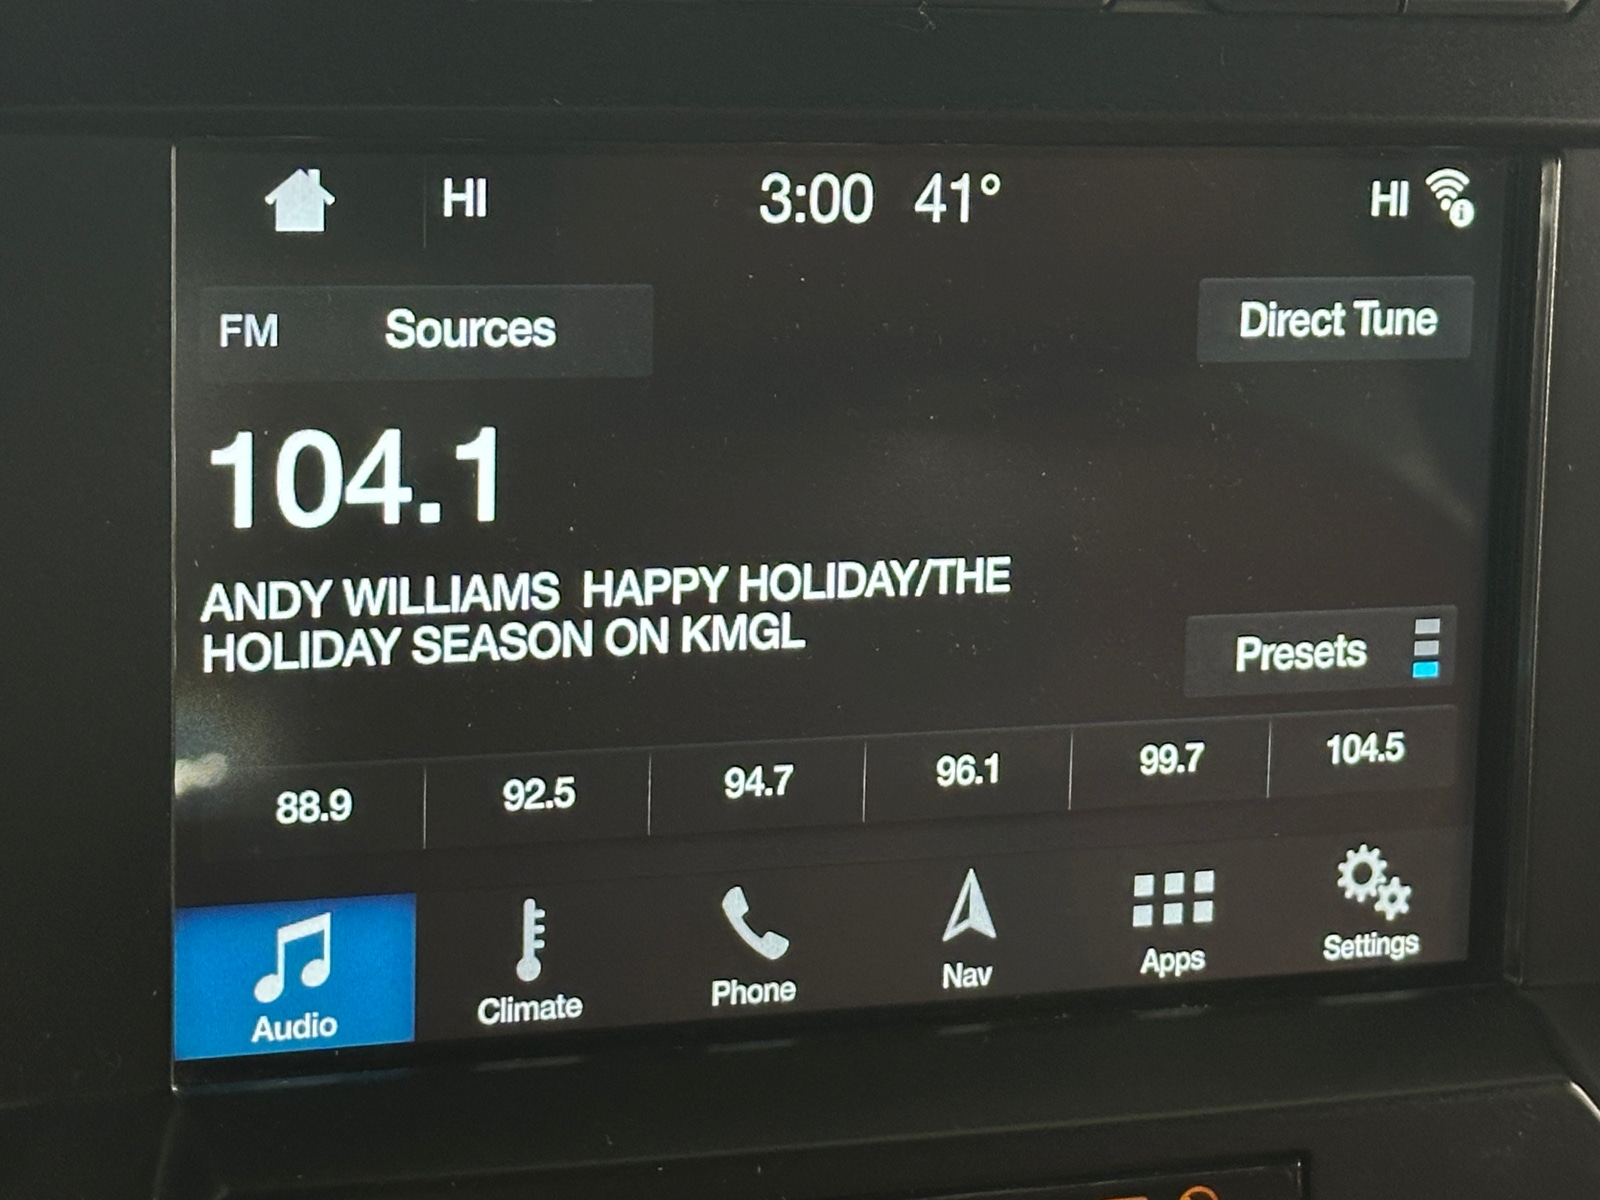 HI 3:00 41° HI
FM Sources Direct Tune
104.1
ANDY WILLIAMS HAPPY HOLIDAY/THE
HOLIDAY SEASON ON KMGL
Presets
88.9 92.5 94.7 96.1 99.7 104.5
Audio Climate Phone Nav Apps Settings